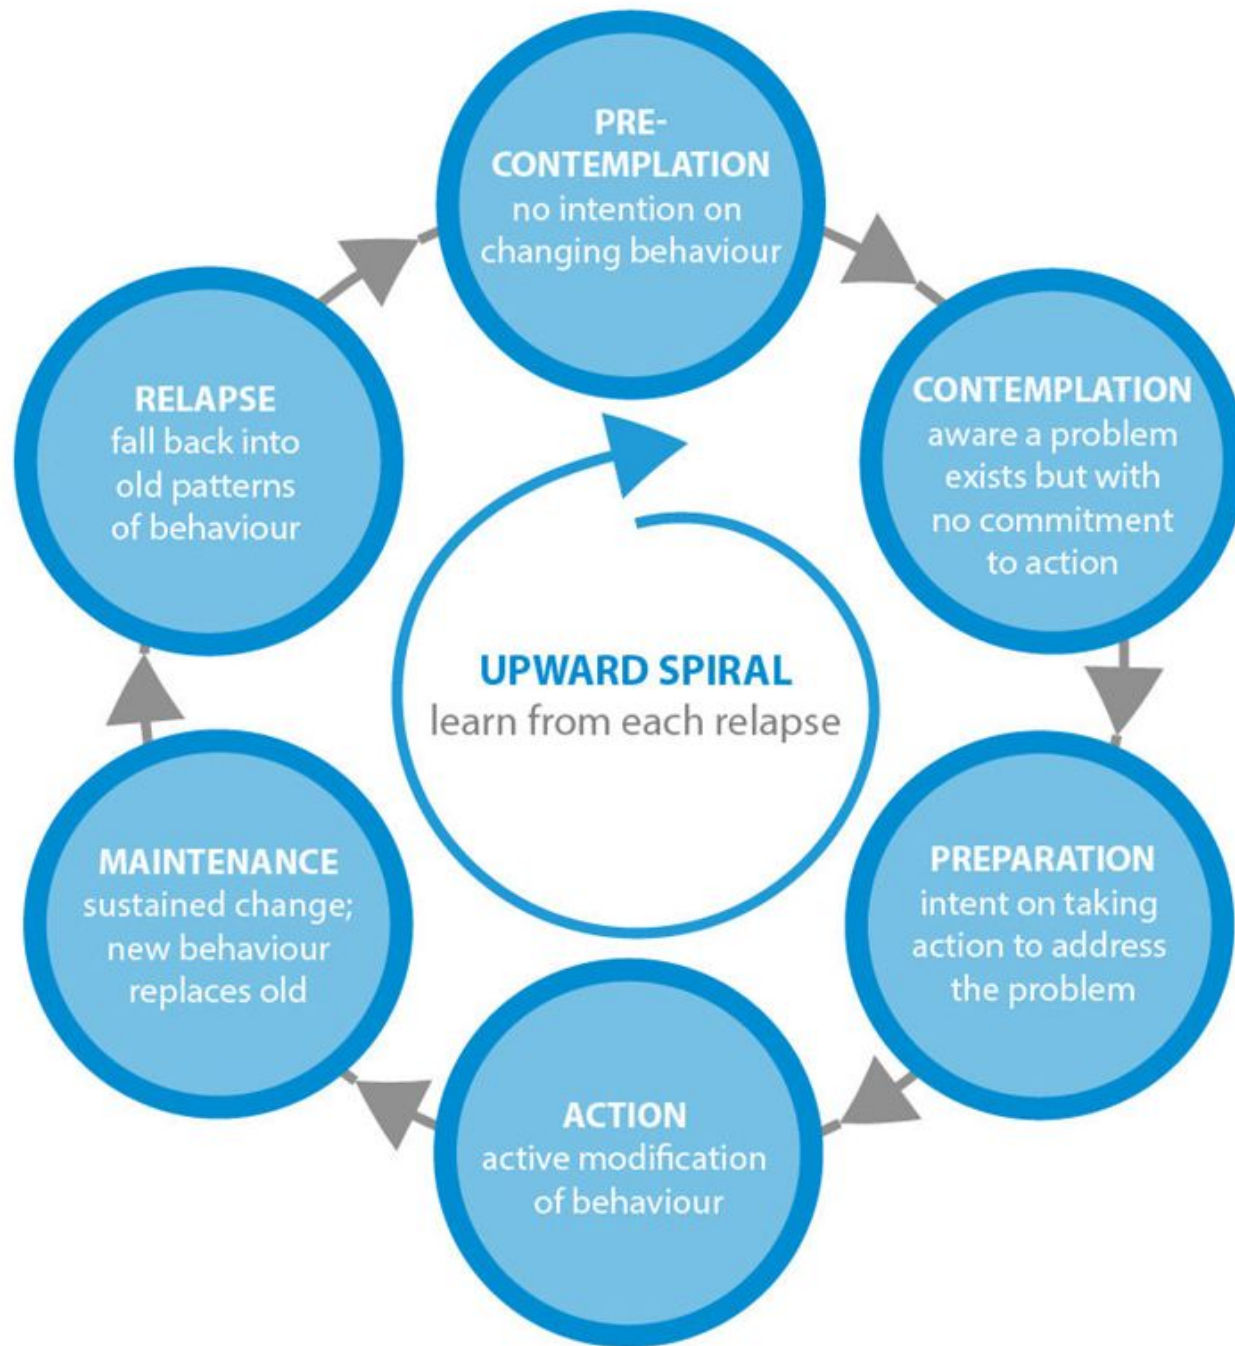 PRE-
CONTEMPLATION
no intention on
changing behaviour
CONTEMPLATION
aware a problem
exists but with
no commitment
to action
PREPARATION
intent on taking
action to address
the problem
ACTION
active modification
of behaviour
MAINTENANCE
sustained change;
new behaviour
replaces old
RELAPSE
fall back into
old patterns
of behaviour
UPWARD SPIRAL
learn from each relapse